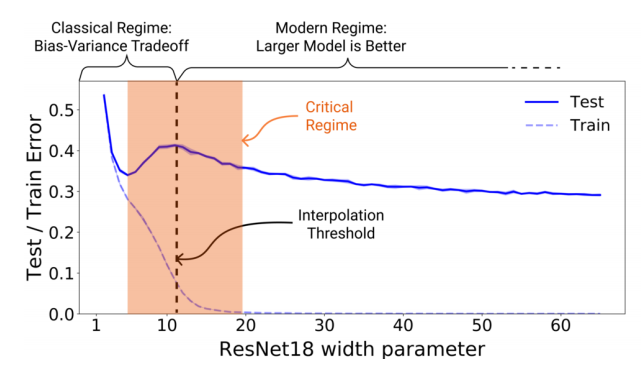 Classical Regime:
Bias-Variance Tradeoff
Modern Regime:
Larger Model is Better
Critical
Regime
Test
Train
Interpolation
Threshold
Test / Train Error
0.5
0.4
0.3
0.2
0.1
0.0
1 10 20 30 40 50 60
ResNet18 width parameter